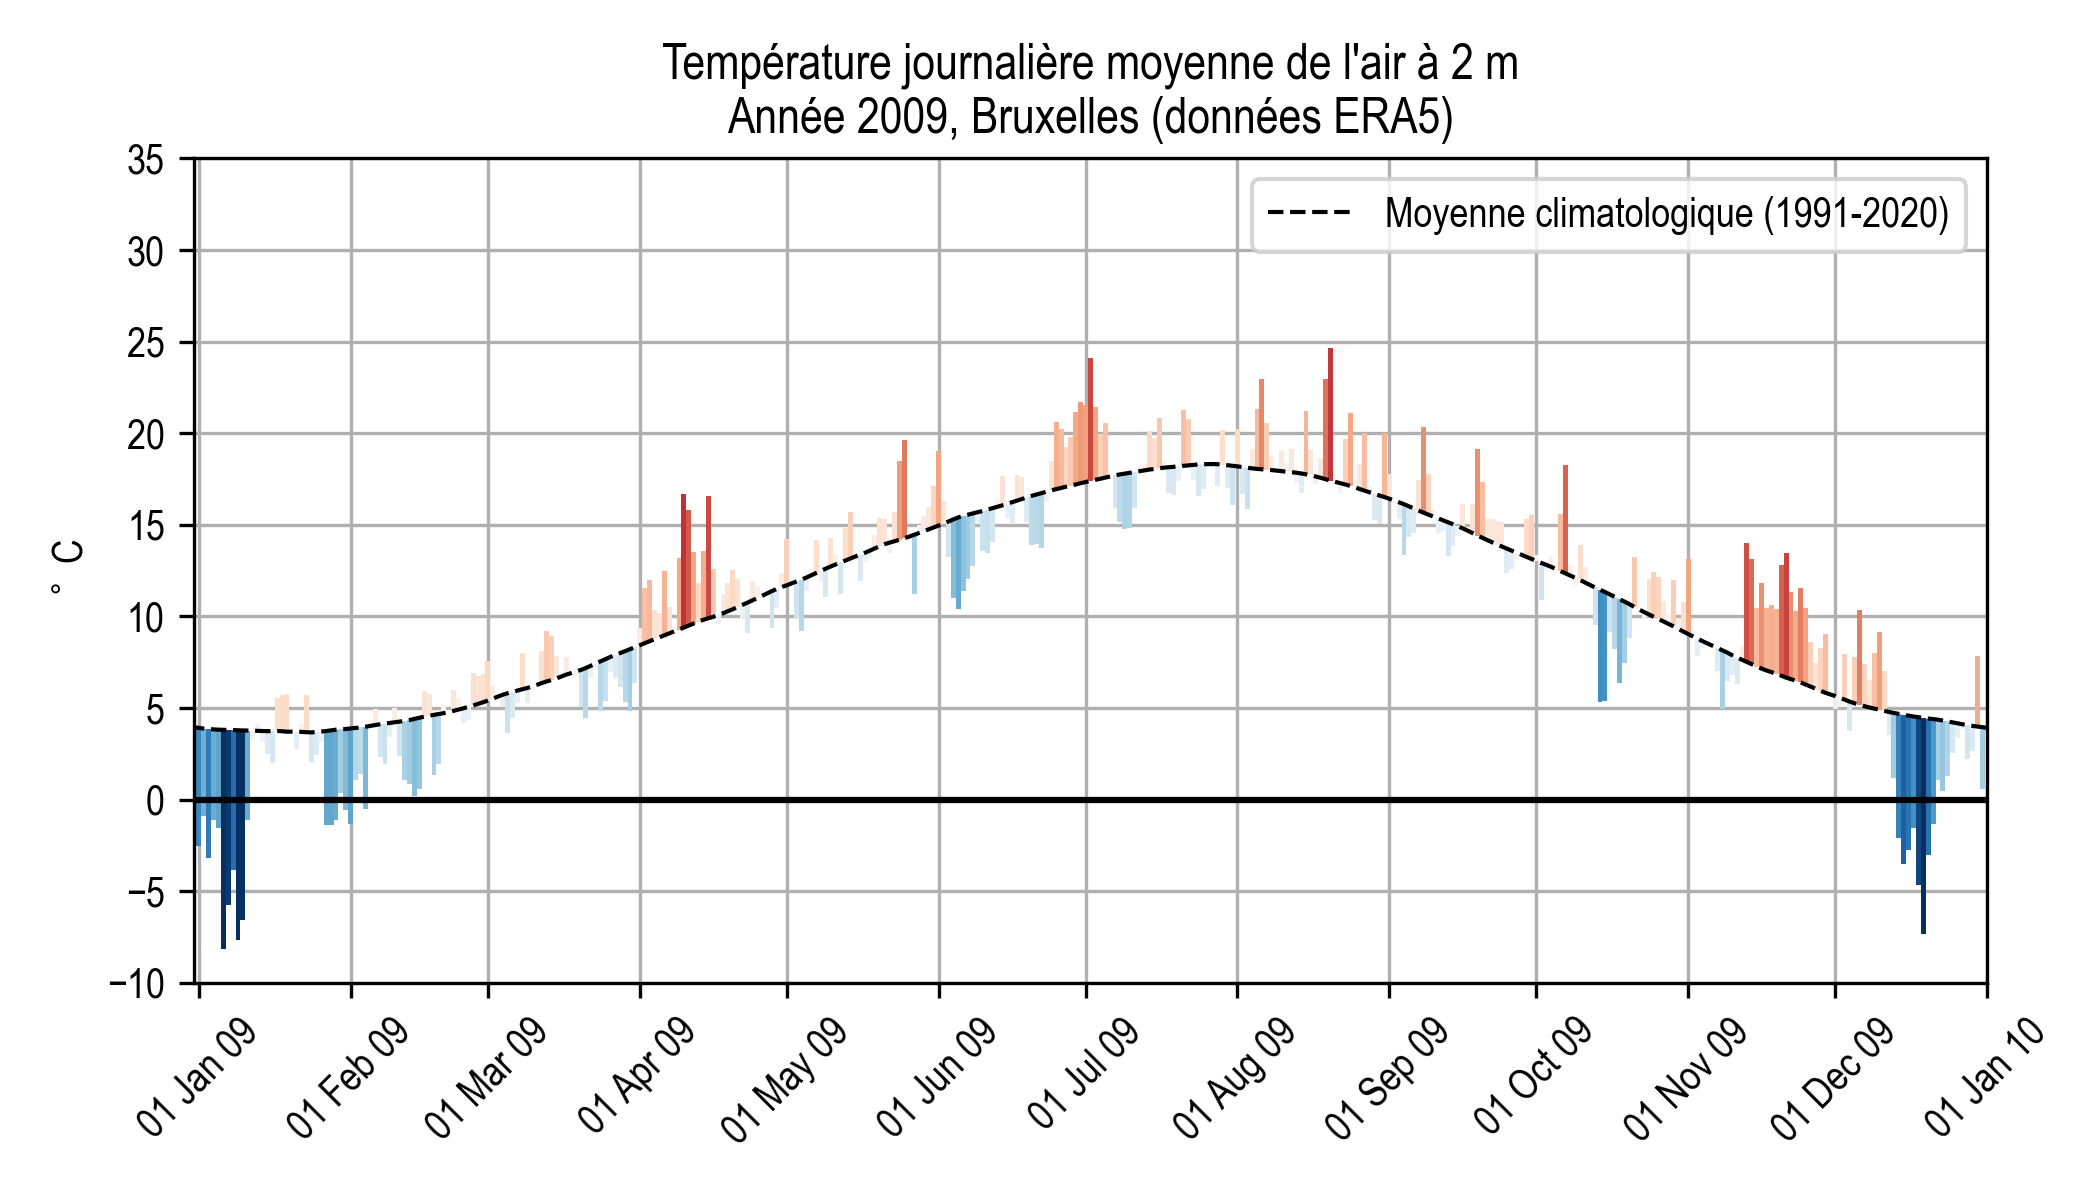 Température journalière moyenne de l'air à 2 m
Année 2009, Bruxelles (données ERA5)
Moyenne climatologique (1991-2020)
° C
35
30
25
20
15
10
5
0
−5
−10
01 Jan 09
01 Feb 09
01 Mar 09
01 Apr 09
01 May 09
01 Jun 09
01 Jul 09
01 Aug 09
01 Sep 09
01 Oct 09
01 Nov 09
01 Dec 09
01 Jan 10